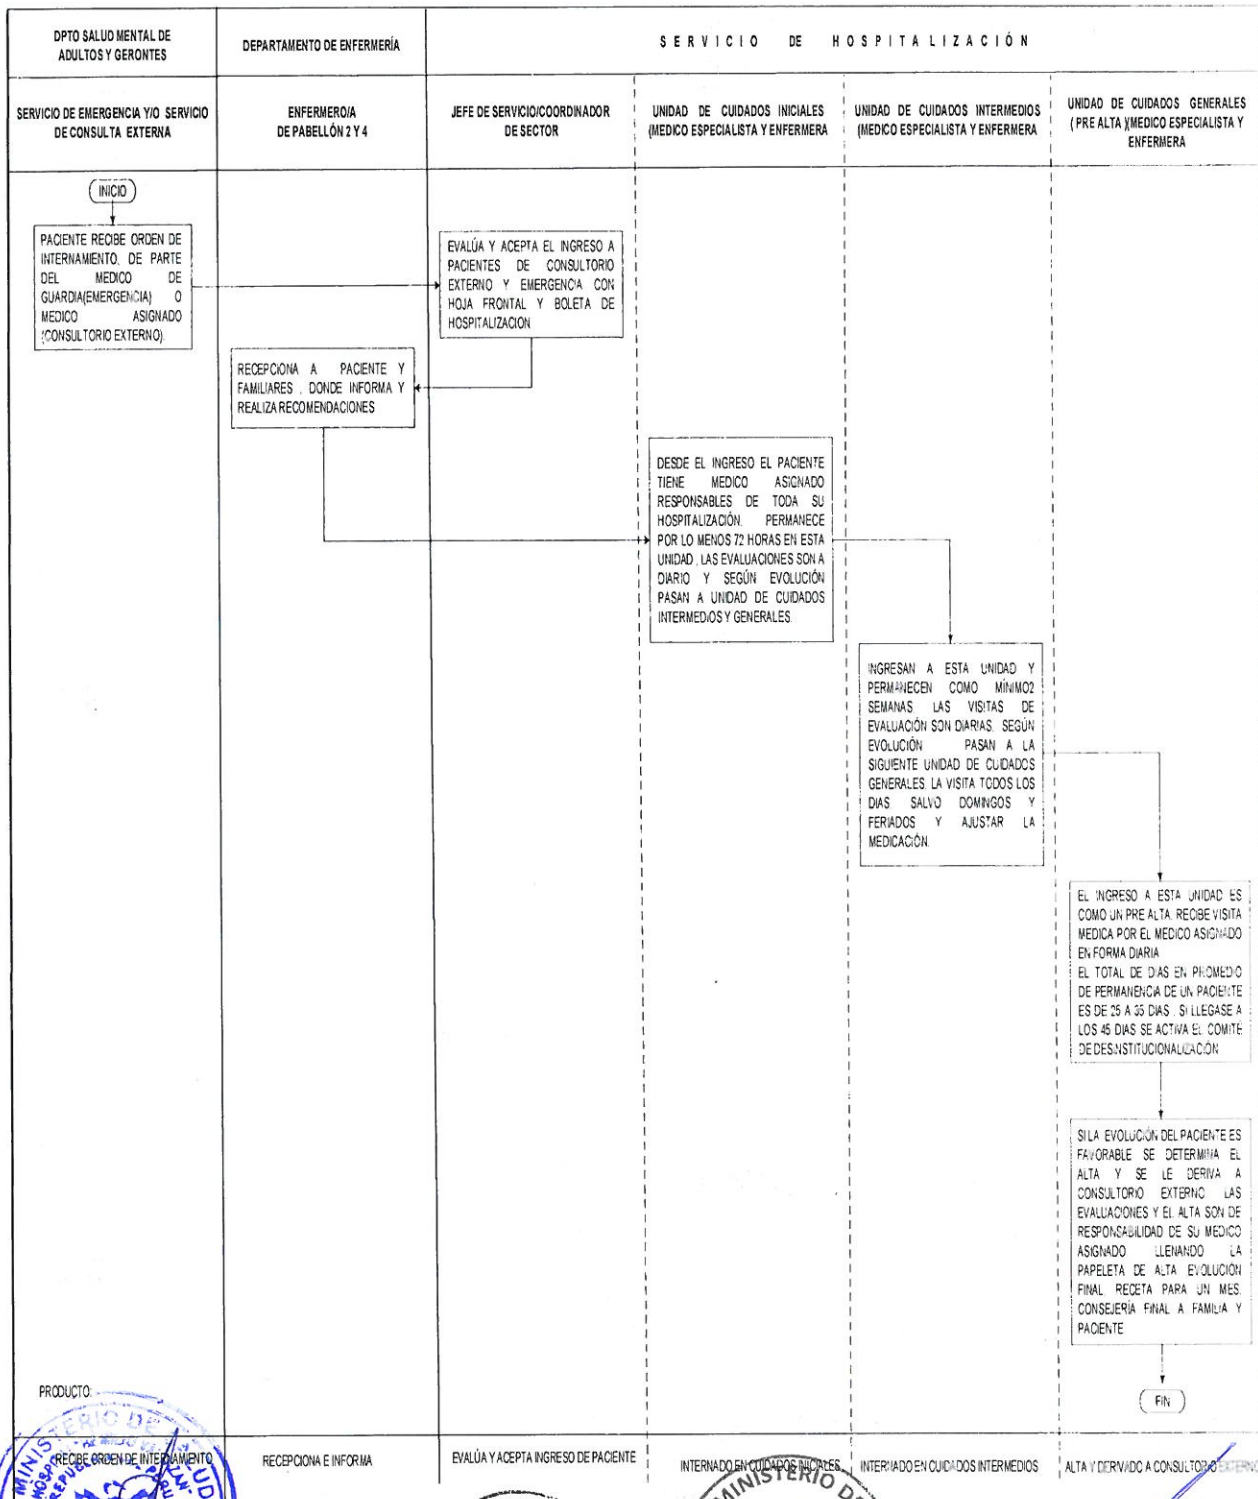 DPTO SALUD MENTAL DE
ADULTOS Y GERONTES
DEPARTAMENTO DE ENFERMERÍA
SERVICIO DE HOSPITALIZACIÓN
SERVICIO DE EMERGENCIA Y/O SERVICIO
DE CONSULTA EXTERNA
ENFERMERO/A
DE PABELLÓN 2 Y 4
JEFE DE SERVICIO/COORDINADOR
DE SECTOR
UNIDAD DE CUIDADOS INICIALES
(MEDICO ESPECIALISTA Y ENFERMERA
UNIDAD DE CUIDADOS INTERMEDIOS
(MEDICO ESPECIALISTA Y ENFERMERA
UNIDAD DE CUIDADOS GENERALES
( PRE ALTA )(MEDICO ESPECIALISTA Y
ENFERMERA
INICIO
PACIENTE RECIBE ORDEN DE
INTERNAMIENTO, DE PARTE
DEL MEDICO DE
GUARDIA(EMERGENCIA) O
MEDICO ASIGNADO
(CONSULTORIO EXTERNO).
EVALÚA Y ACEPTA EL INGRESO A
PACIENTES DE CONSULTORIO
EXTERNO Y EMERGENCIA CON
HOJA FRONTAL Y BOLETA DE
HOSPITALIZACION
RECEPCIONA A PACIENTE Y
FAMILIARES , DONDE INFORMA Y
REALIZA RECOMENDACIONES
DESDE EL INGRESO EL PACIENTE
TIENE MEDICO ASIGNADO
RESPONSABLES DE TODA SU
HOSPITALIZACIÓN. PERMANECE
POR LO MENOS 72 HORAS EN ESTA
UNIDAD , LAS EVALUACIONES SON A
DIARIO Y SEGÚN EVOLUCIÓN
PASAN A UNIDAD DE CUIDADOS
INTERMEDIOS Y GENERALES.
INGRESAN A ESTA UNIDAD Y
PERMANECEN COMO MÍNIMO2
SEMANAS LAS VISITAS DE
EVALUACIÓN SON DIARIAS. SEGÚN
EVOLUCIÓN PASAN A LA
SIGUIENTE UNIDAD DE CUIDADOS
GENERALES. LA VISITA TODOS LOS
DIAS SALVO DOMINGOS Y
FERIADOS Y AJUSTAR LA
MEDICACIÓN.
EL INGRESO A ESTA UNIDAD ES
COMO UN PRE ALTA. RECIBE VISITA
MEDICA POR EL MEDICO ASIGNADO
EN FORMA DIARIA
EL TOTAL DE DIAS EN PROMEDIO
DE PERMANENCIA DE UN PACIENTE
ES DE 25 A 35 DIAS . SI LLEGASE A
LOS 45 DIAS SE ACTIVA EL COMITÉ
DE DESINSTITUCIONALIZACIÓN
SI LA EVOLUCIÓN DEL PACIENTE ES
FAVORABLE SE DETERMINA EL
ALTA Y SE LE DERIVA A
CONSULTORIO EXTERNO LAS
EVALUACIONES Y EL ALTA SON DE
RESPONSABILIDAD DE SU MEDICO
ASIGNADO LLENANDO LA
PAPELETA DE ALTA EVOLUCIÓN
FINAL RECETA PARA UN MES.
CONSEJERÍA FINAL A FAMILIA Y
PACIENTE
FIN
PRODUCTO:
RECIBE ORDEN DE INTERNAMIENTO
RECEPCIONA E INFORMA
EVALÚA Y ACEPTA INGRESO DE PACIENTE
INTERNADO EN CUIDADOS INICIALES
INTERNADO EN CUIDADOS INTERMEDIOS
ALTA Y DERIVADO A CONSULTORIO EXTERNO
MINISTERIO DE SALUD
MINISTERIO D